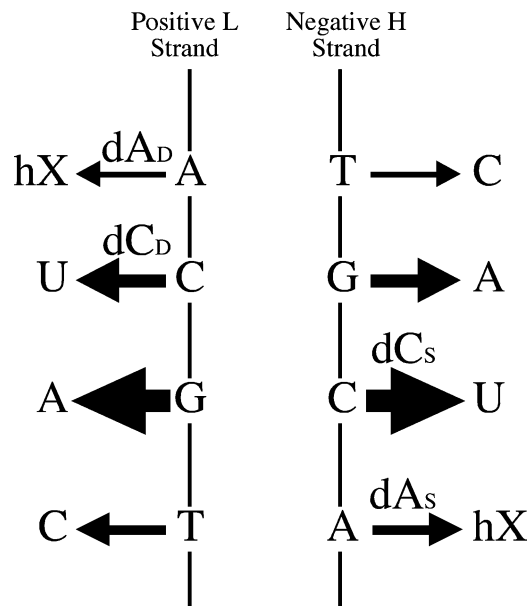 Positive L
Strand
Negative H
Strand
hX dAD A T C
U dCD C G A
A G C dCS U
C T A dAS hX